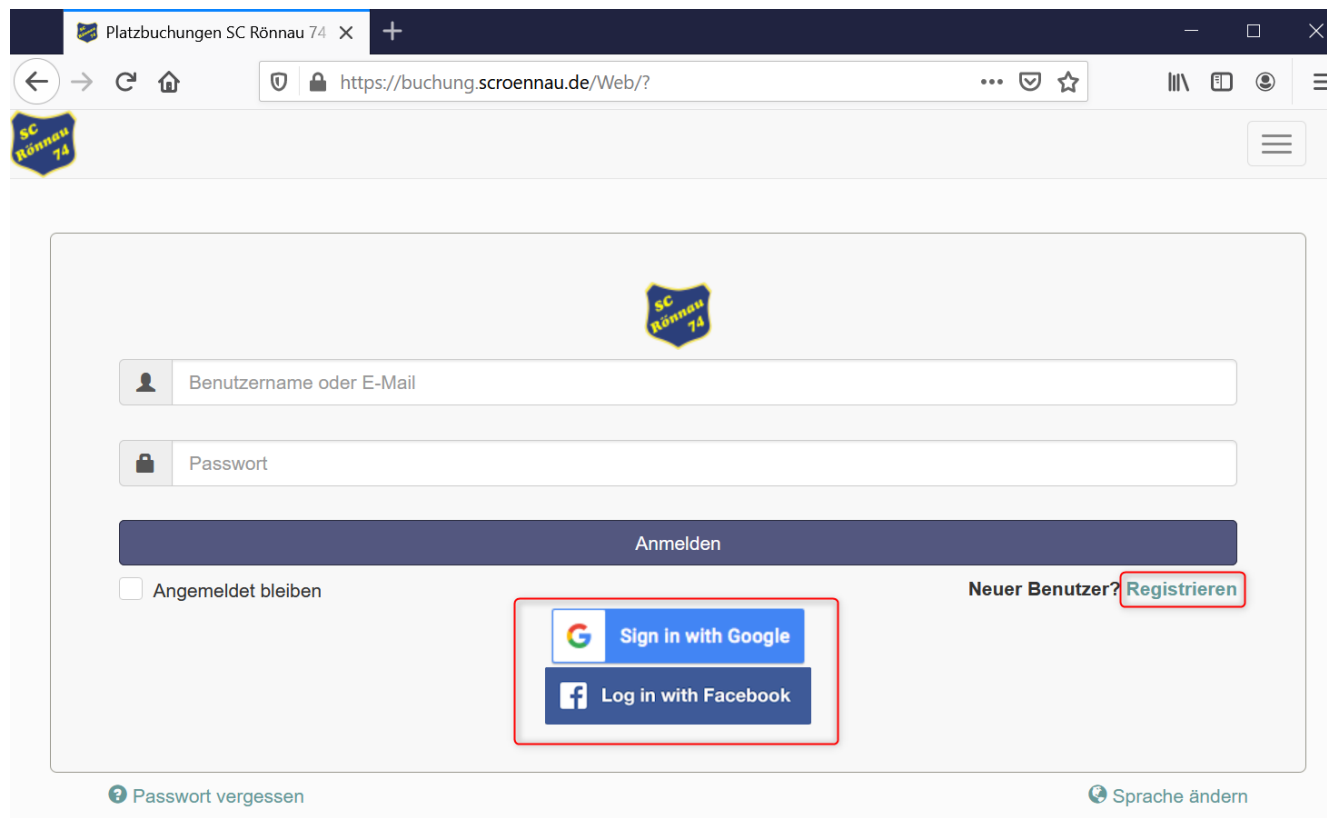 Platzbuchungen SC Rönnau 74
https://buchung.scroennau.de/Web/?
SC
Rönnau
74
SC
Rönnau
74
Benutzername oder E-Mail
Passwort
Anmelden
Angemeldet bleiben
Neuer Benutzer? Registrieren
Sign in with Google
Log in with Facebook
Passwort vergessen
Sprache ändern